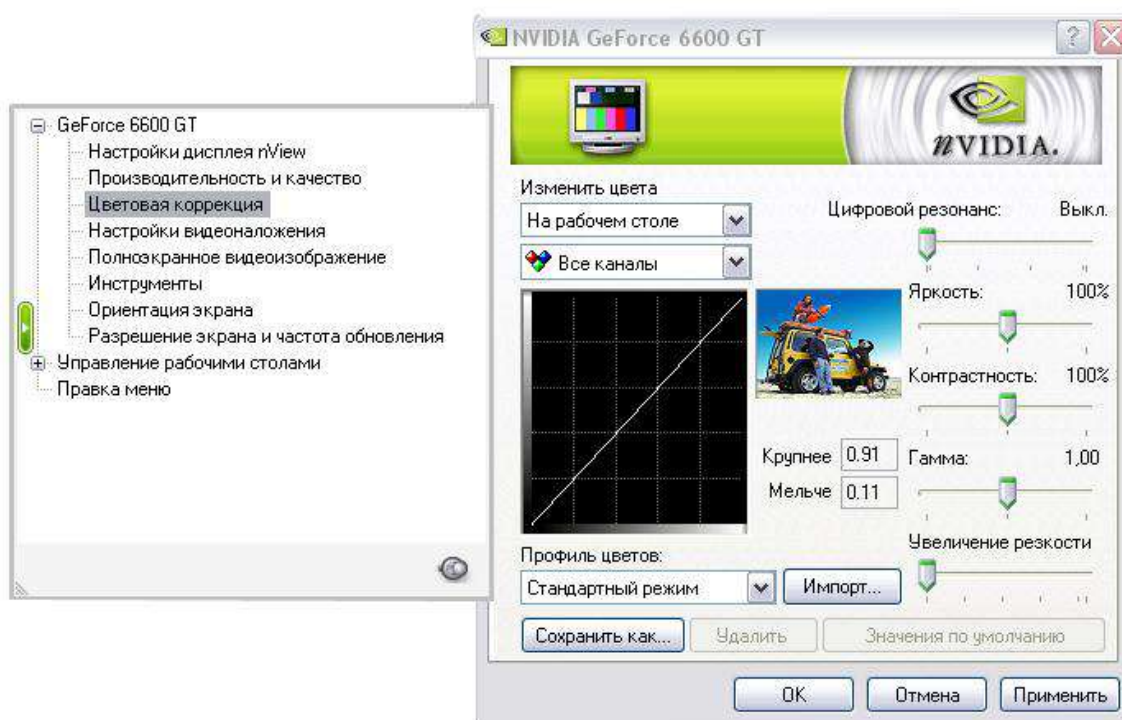 NVIDIA GeForce 6600 GT
nVIDIA.
GeForce 6600 GT
Настройки дисплея nView
Производительность и качество
Цветовая коррекция
Настройки видеоналожения
Полноэкранное видеоизображение
Инструменты
Ориентация экрана
Разрешение экрана и частота обновления
Управление рабочими столами
Правка меню
Изменить цвета
На рабочем столе
Все каналы
Цифровой резонанс: Выкл.
Яркость: 100%
Контрастность: 100%
Крупнее 0.91
Мельче 0.11
Гамма: 1,00
Увеличение резкости
Профиль цветов:
Стандартный режим
Импорт...
Сохранить как...
Удалить
Значения по умолчанию
OK
Отмена
Применить